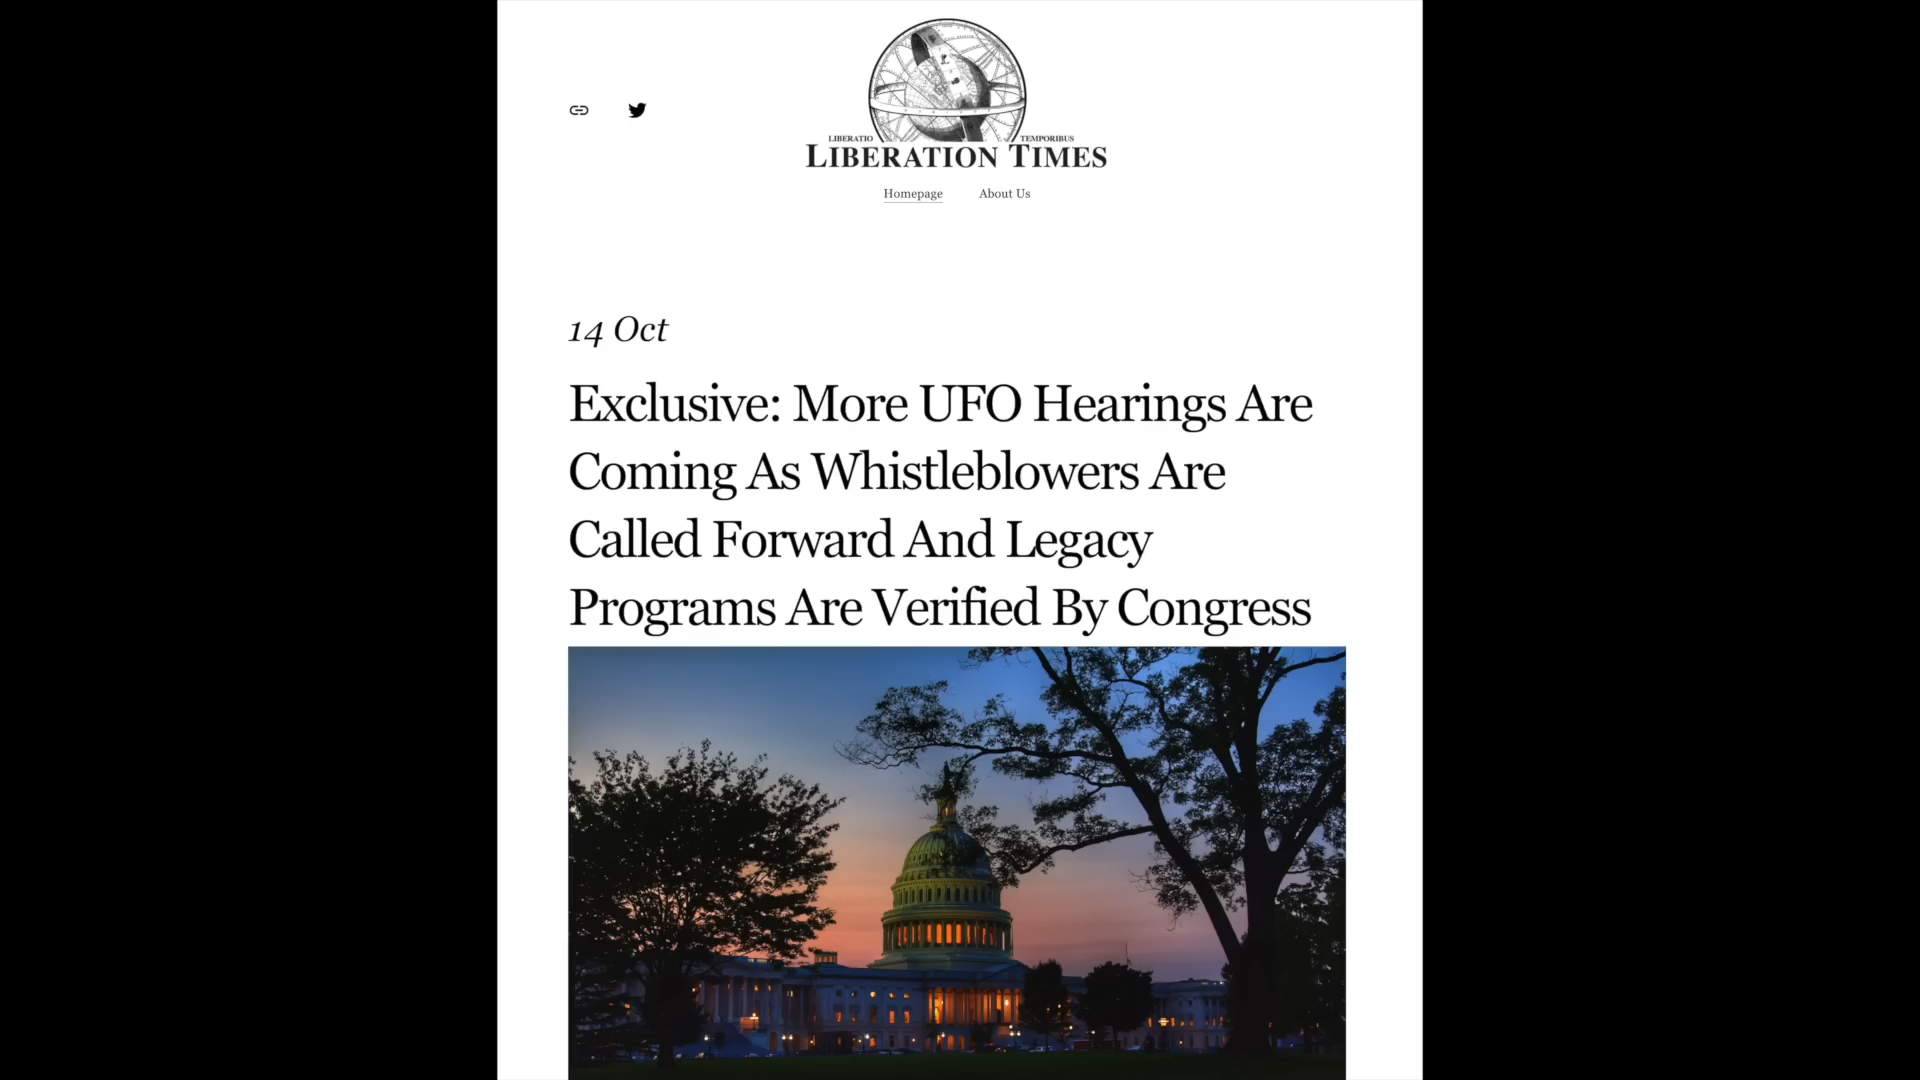 LIBERATIO TEMPORIBUS
LIBERATION TIMES
Homepage About Us
14 Oct
Exclusive: More UFO Hearings Are
Coming As Whistleblowers Are
Called Forward And Legacy
Programs Are Verified By Congress